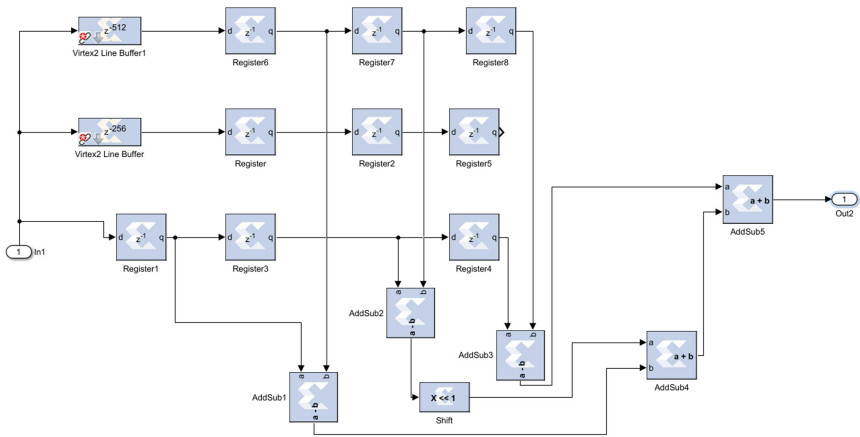 z-512
Virtex2 Line Buffer1
d z-1 q
Register6
d z-1 q
Register7
d z-1 q
Register8
z-256
Virtex2 Line Buffer
d z-1 q
Register
d z-1 q
Register2
d z-1 q
Register5
1
In1
d z-1 q
Register1
d z-1 q
Register3
d z-1 q
Register4
a
b
a + b
AddSub5
1
Out2
AddSub2
a
b
a - b
AddSub3
a
b
a - b
a
b
a + b
AddSub4
AddSub1
a
b
a - b
X << 1
Shift